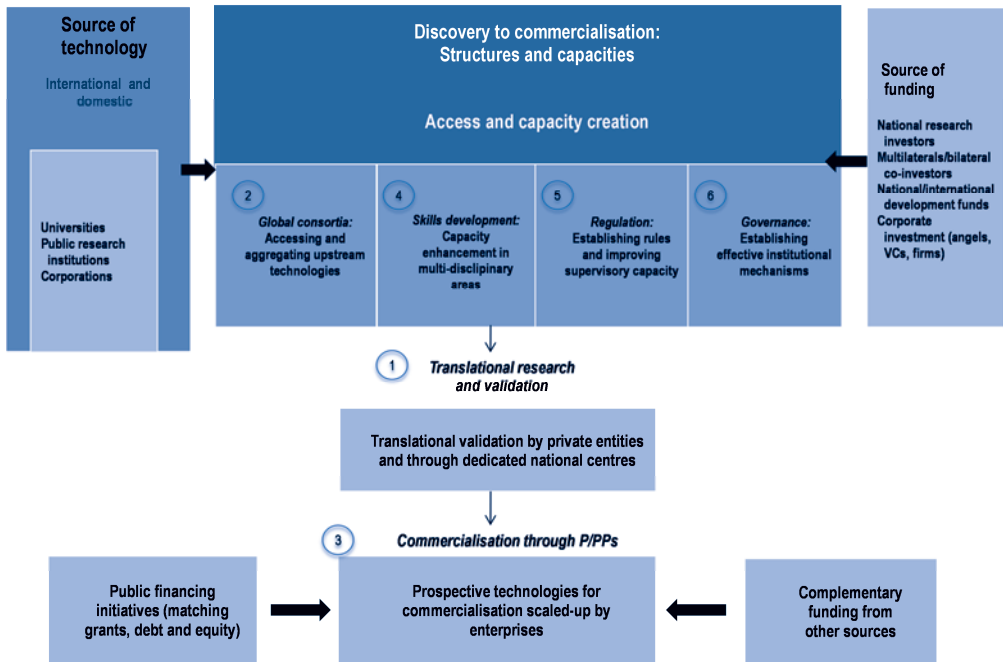 Source of
technology
International and
domestic
Universities
Public research
institutions
Corporations
Discovery to commercialisation:
Structures and capacities
Access and capacity creation
2
Global consortia:
Accessing and
aggregating upstream
technologies
4
Skills development:
Capacity
enhancement in
multi-disclipinary
areas
5
Regulation:
Establishing rules
and improving
supervisory capacity
6
Governance:
Establishing
effective institutional
mechanisms
Source of
funding
National research
investors
Multilaterals/bilateral
co-investors
National/international
development funds
Corporate
investment (angels,
VCs, firms)
1
Translational research
and validation
Translational validation by private entities
and through dedicated national centres
3
Commercialisation through P/PPs
Public financing
initiatives (matching
grants, debt and equity)
Prospective technologies for
commercialisation scaled-up by
enterprises
Complementary
funding from
other sources